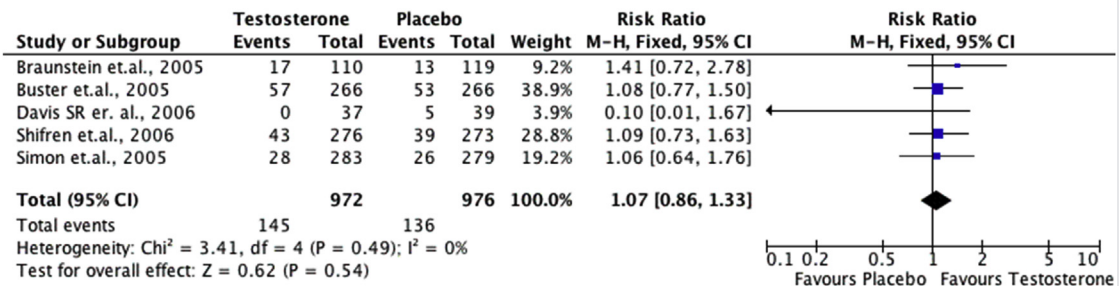 Testosterone Placebo Risk Ratio Risk Ratio
Study or Subgroup Events Total Events Total Weight M-H, Fixed, 95% CI M-H, Fixed, 95% CI
Braunstein et.al., 2005 17 110 13 119 9.2% 1.41 [0.72, 2.78]
Buster et.al., 2005 57 266 53 266 38.9% 1.08 [0.77, 1.50]
Davis SR er. al., 2006 0 37 5 39 3.9% 0.10 [0.01, 1.67]
Shifren et.al., 2006 43 276 39 273 28.8% 1.09 [0.73, 1.63]
Simon et.al., 2005 28 283 26 279 19.2% 1.06 [0.64, 1.76]
Total (95% CI) 972 976 100.0% 1.07 [0.86, 1.33]
Total events 145 136
Heterogeneity: Chi² = 3.41, df = 4 (P = 0.49); I² = 0%
Test for overall effect: Z = 0.62 (P = 0.54)
0.1 0.2 0.5 1 2 5 10
Favours Placebo Favours Testosterone